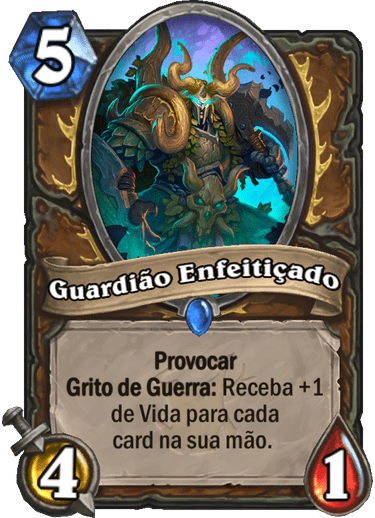 5
Guardião Enfeitiçado
Provocar
Grito de Guerra: Receba +1
de Vida para cada
card na sua mão.
4
1